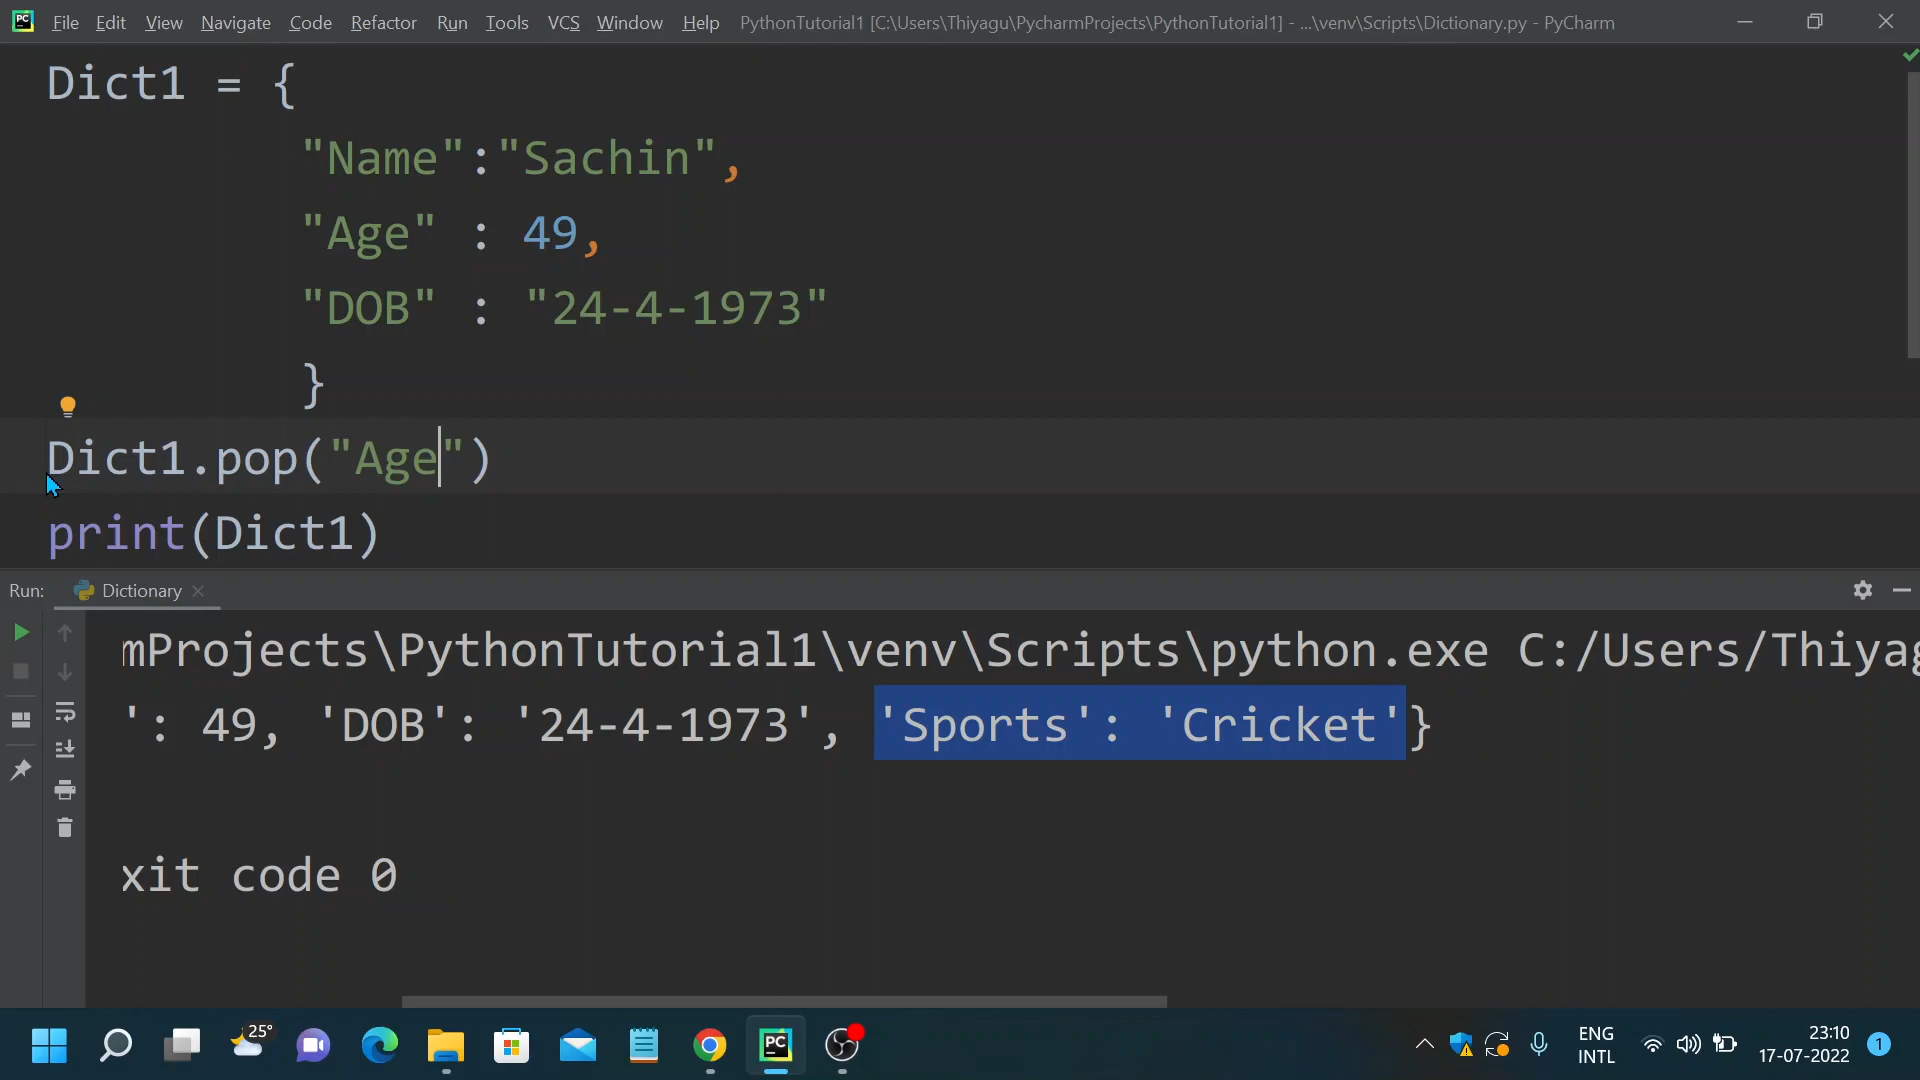 File Edit View Navigate Code Refactor Run Tools VCS Window Help PythonTutorial1 [C:\Users\Thiyagu\PycharmProjects\PythonTutorial1] - ...\venv\Scripts\Dictionary.py - PyCharm
Dict1 = {
"Name":"Sachin",
"Age" : 49,
"DOB" : "24-4-1973"
}
Dict1.pop("Age")
print(Dict1)
Run: Dictionary
mProjects\PythonTutorial1\venv\Scripts\python.exe C:/Users/Thiyag
': 49, 'DOB': '24-4-1973', 'Sports': 'Cricket'}
xit code 0
25°
PC
ENG
INTL
23:10
17-07-2022
1